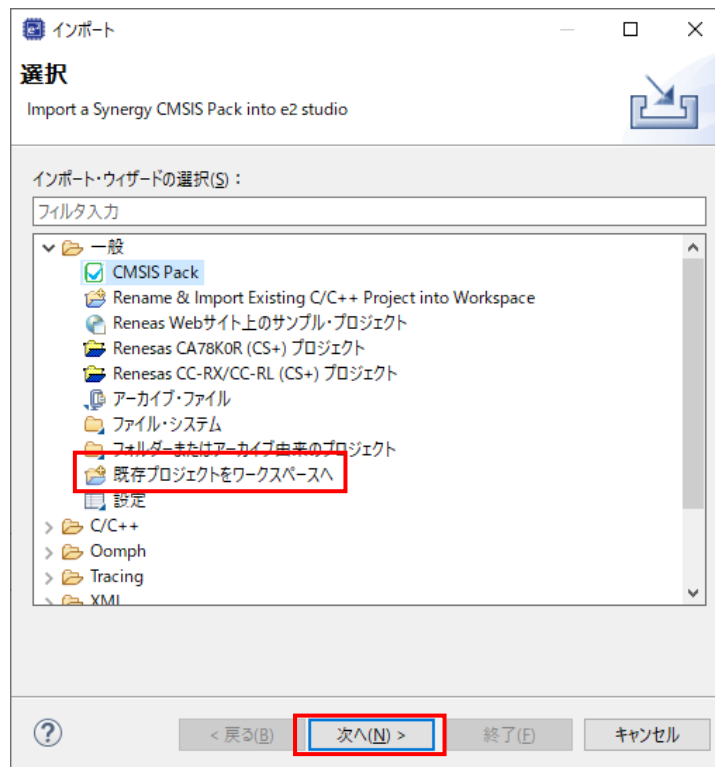 インポート
選択
Import a Synergy CMSIS Pack into e2 studio
インポート・ウィザードの選択(S)：
フィルタ入力
一般
CMSIS Pack
Rename & Import Existing C/C++ Project into Workspace
Reneas Webサイト上のサンプル・プロジェクト
Renesas CA78K0R (CS+) プロジェクト
Renesas CC-RX/CC-RL (CS+) プロジェクト
アーカイブ・ファイル
ファイル・システム
フォルダーまたはアーカイブ由来のプロジェクト
既存プロジェクトをワークスペースへ
設定
C/C++
Oomph
Tracing
XML
< 戻る(B)
次へ(N) >
終了(F)
キャンセル